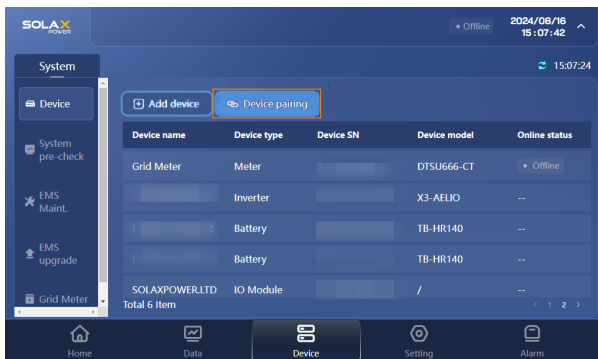 SOLAX
POWER
• Offline
2024/08/16
15:07:42
System
15:07:24
Device
Add device
Device pairing
Device name Device type Device SN Device model Online status
System
pre-check
Grid Meter Meter DTSU666-CT • Offline
EMS
Maint.
Inverter X3-AELIO --
Battery TB-HR140 --
EMS
upgrade
Battery TB-HR140 --
Grid Meter
SOLAXPOWER.LTD IO Module / --
Total 6 Item
< 1 2 >
Home Data Device Setting Alarm